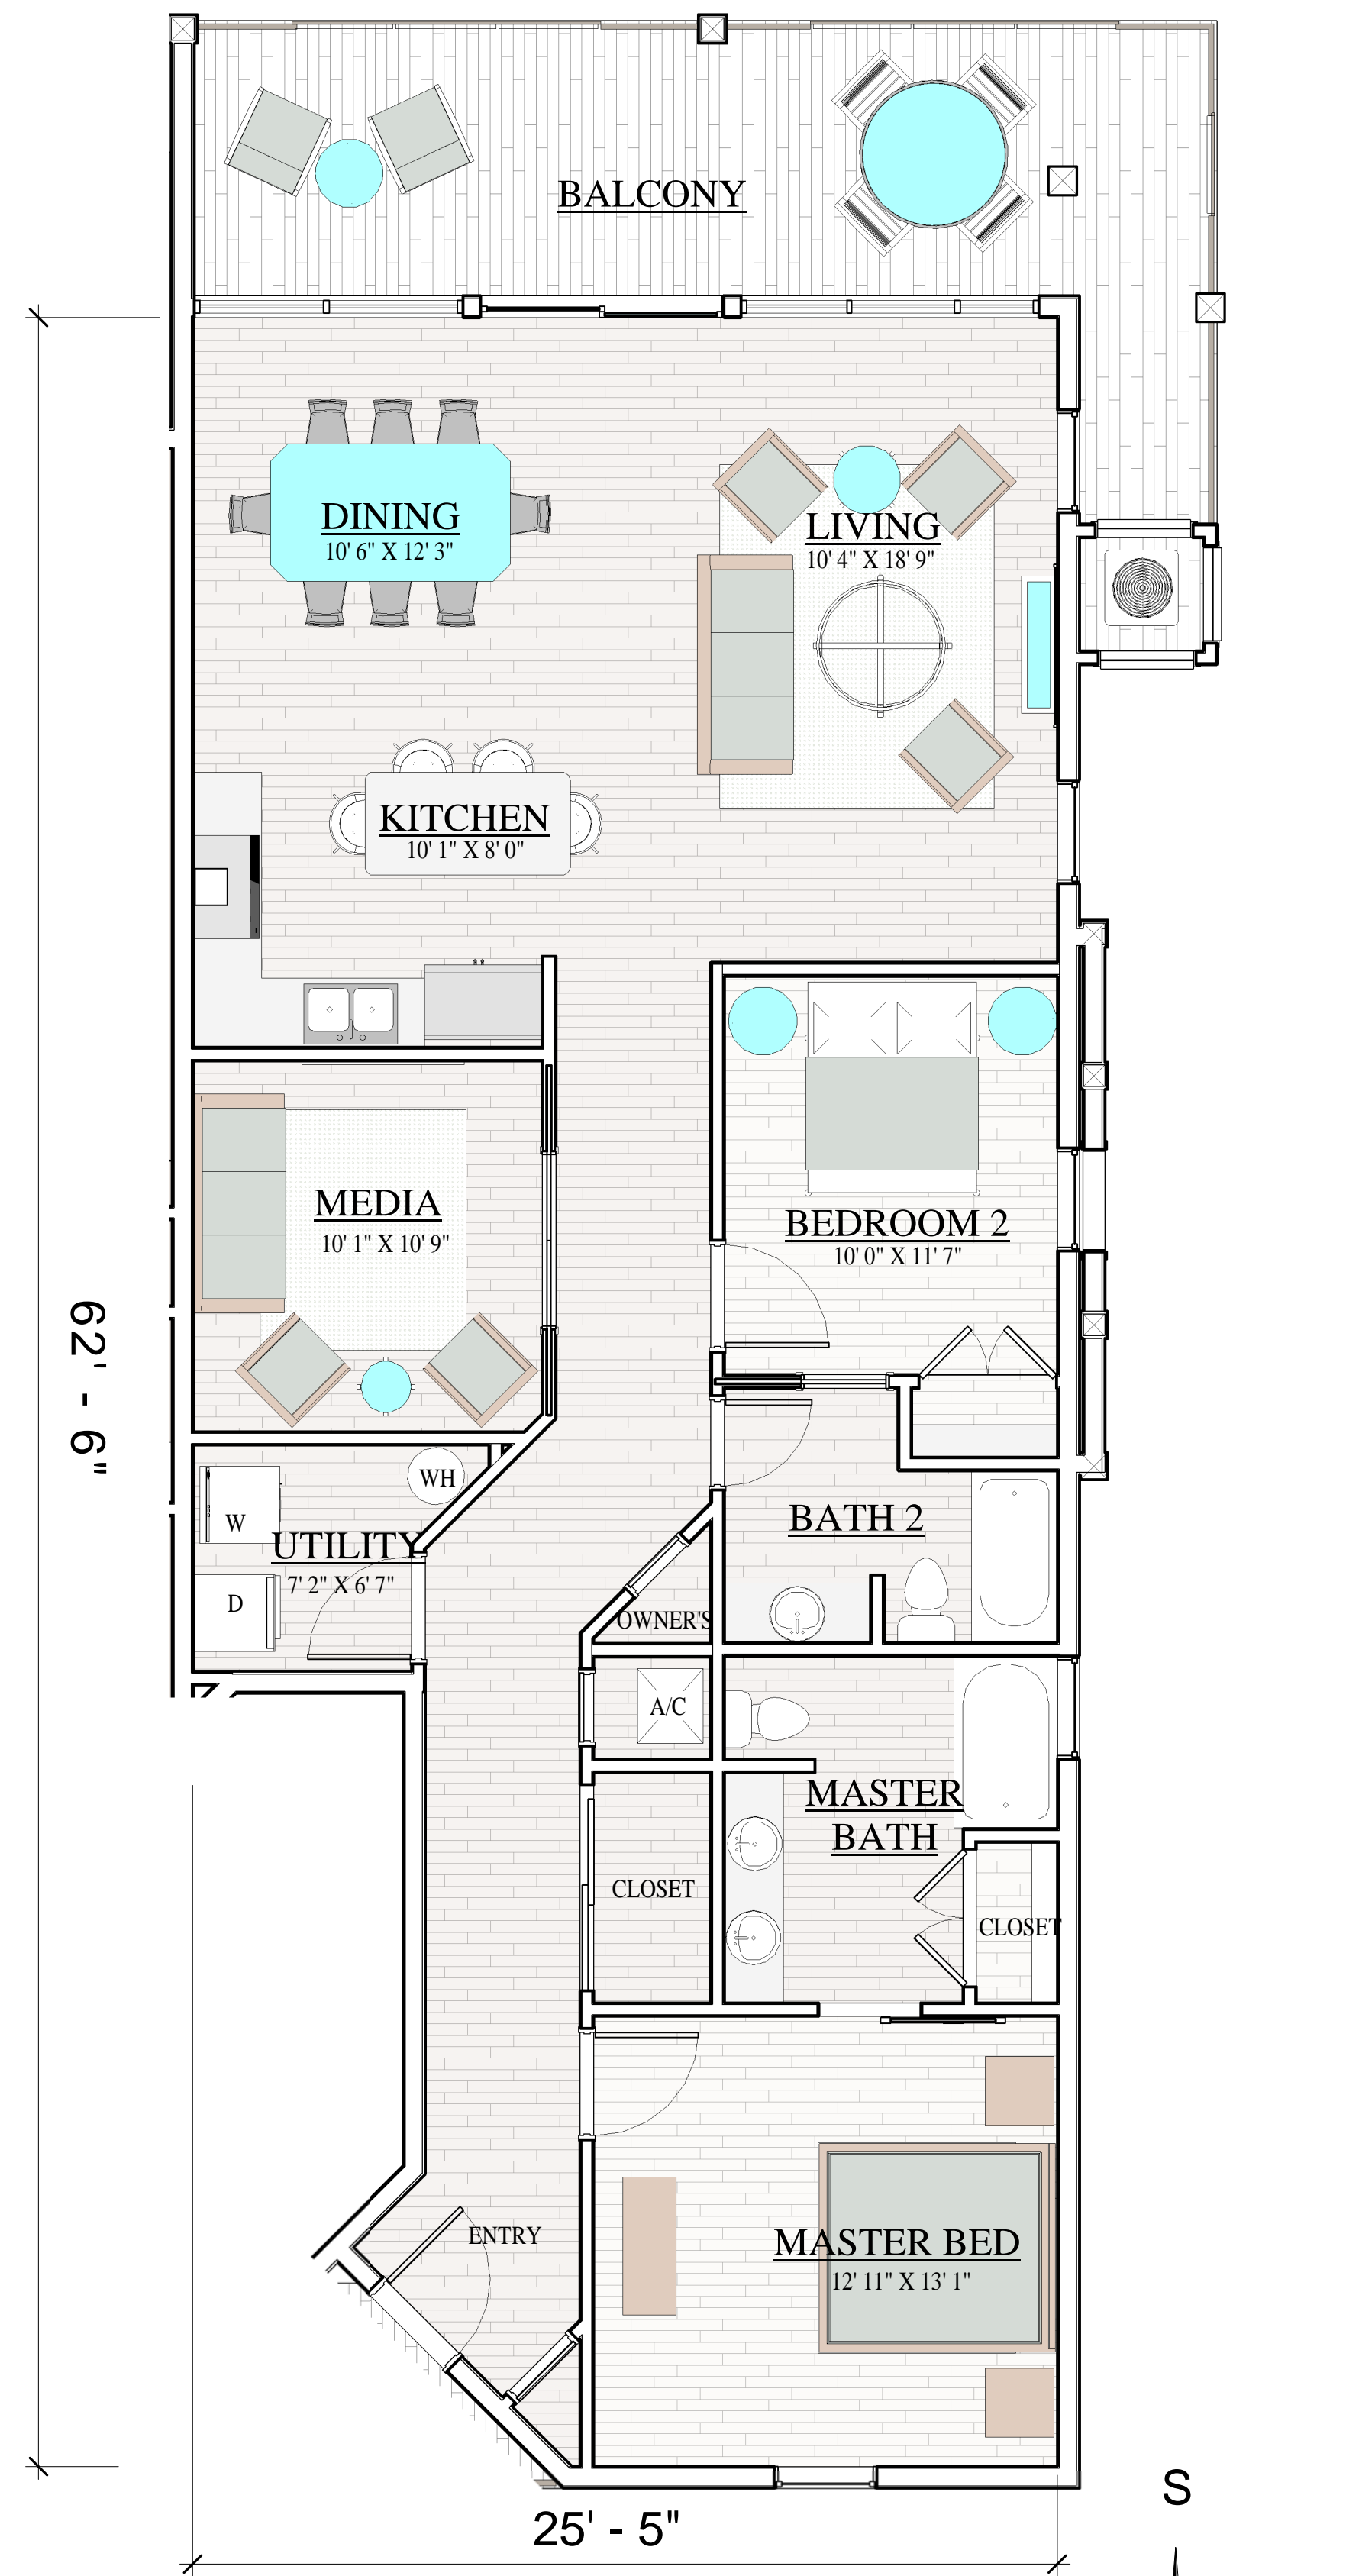 BALCONY
DINING
10' 6" X 12' 3"
LIVING
10' 4" X 18' 9"
KITCHEN
10' 1" X 8' 0"
MEDIA
10' 1" X 10' 9"
BEDROOM 2
10' 0" X 11' 7"
62' - 6"
WH
W
UTILITY
7' 2" X 6' 7"
D
BATH 2
OWNER'S
A/C
MASTER
BATH
CLOSET
CLOSET
ENTRY
MASTER BED
12' 11" X 13' 1"
S
25' - 5"